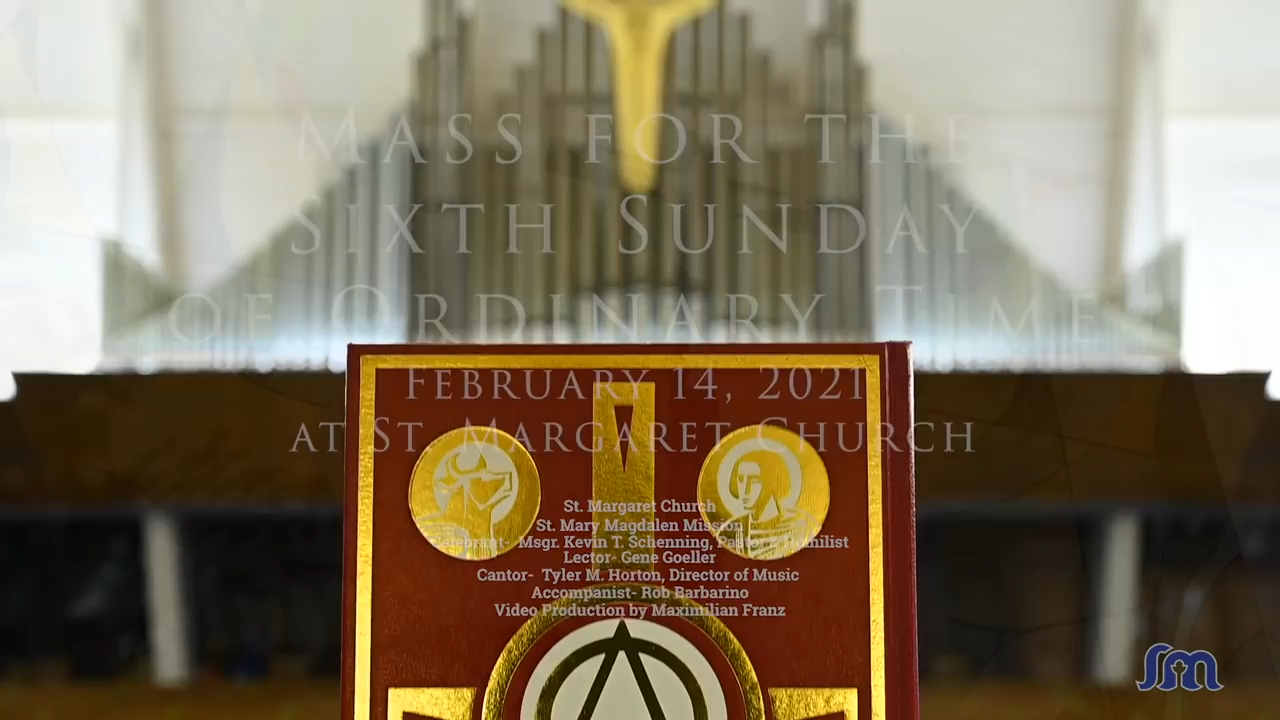 Mass for the
Sixth Sunday
of Ordinary Time
February 14, 2021
at St. Margaret Church
St. Margaret Church
St. Mary Magdalen Mission
Celebrant- Msgr. Kevin T. Schenning, Pastor, Homilist
Lector- Gene Goeller
Cantor- Tyler M. Horton, Director of Music
Accompanist- Rob Barbarino
Video Production by Maximilian Franz
SM